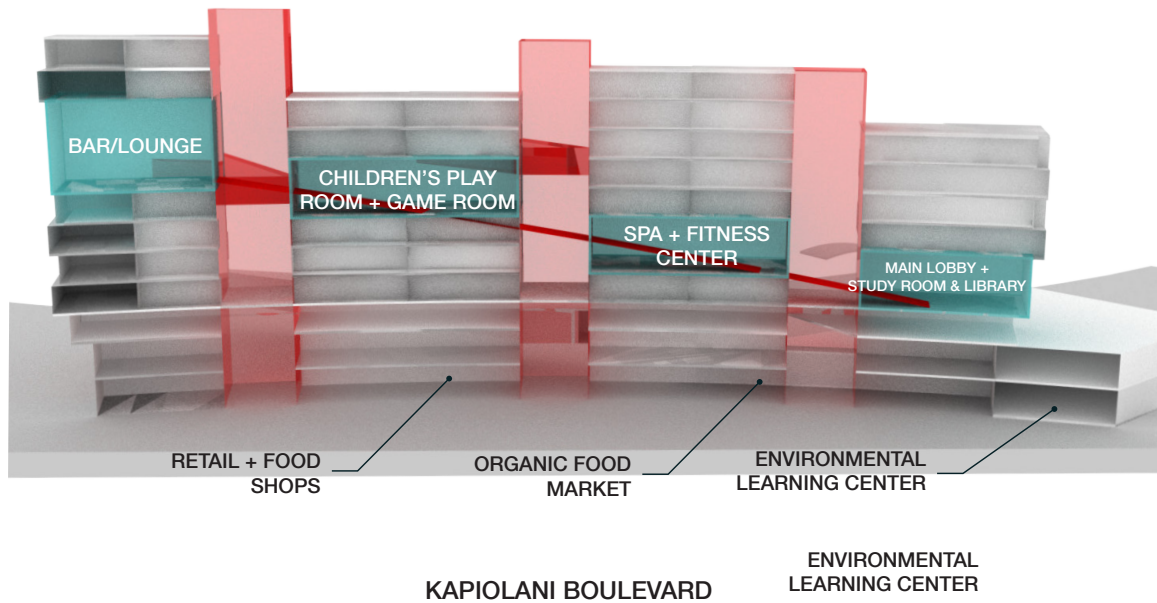 BAR/LOUNGE
CHILDREN'S PLAY
ROOM + GAME ROOM
SPA + FITNESS
CENTER
MAIN LOBBY +
STUDY ROOM & LIBRARY
RETAIL + FOOD
SHOPS
ORGANIC FOOD
MARKET
ENVIRONMENTAL
LEARNING CENTER
KAPIOLANI BOULEVARD
ENVIRONMENTAL
LEARNING CENTER